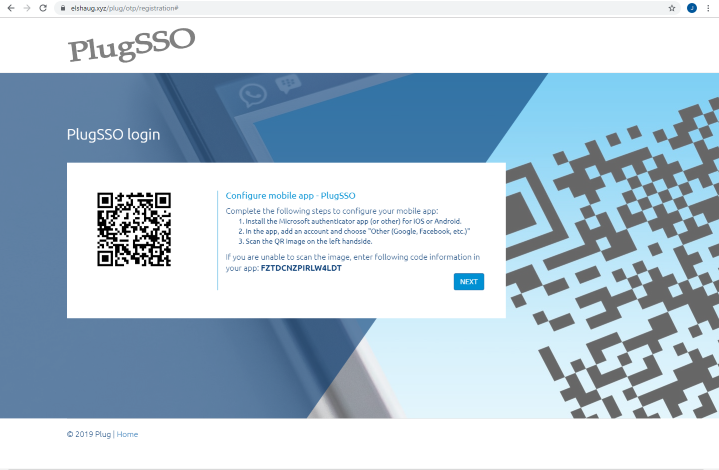 elshaug.xyz/plug/otp/registration#
J
PlugSSO
PlugSSO login
Configure mobile app - PlugSSO
Complete the following steps to configure your mobile app:
1. Install the Microsoft authenticator app (or other) for IOS or Android.
2. In the app, add an account and choose "Other (Google, Facebook, etc.)"
3. Scan the QR image on the left handside.
If you are unable to scan the image, enter following code information in
your app: FZTDCNZPIRLW4LDT
NEXT
© 2019 Plug | Home